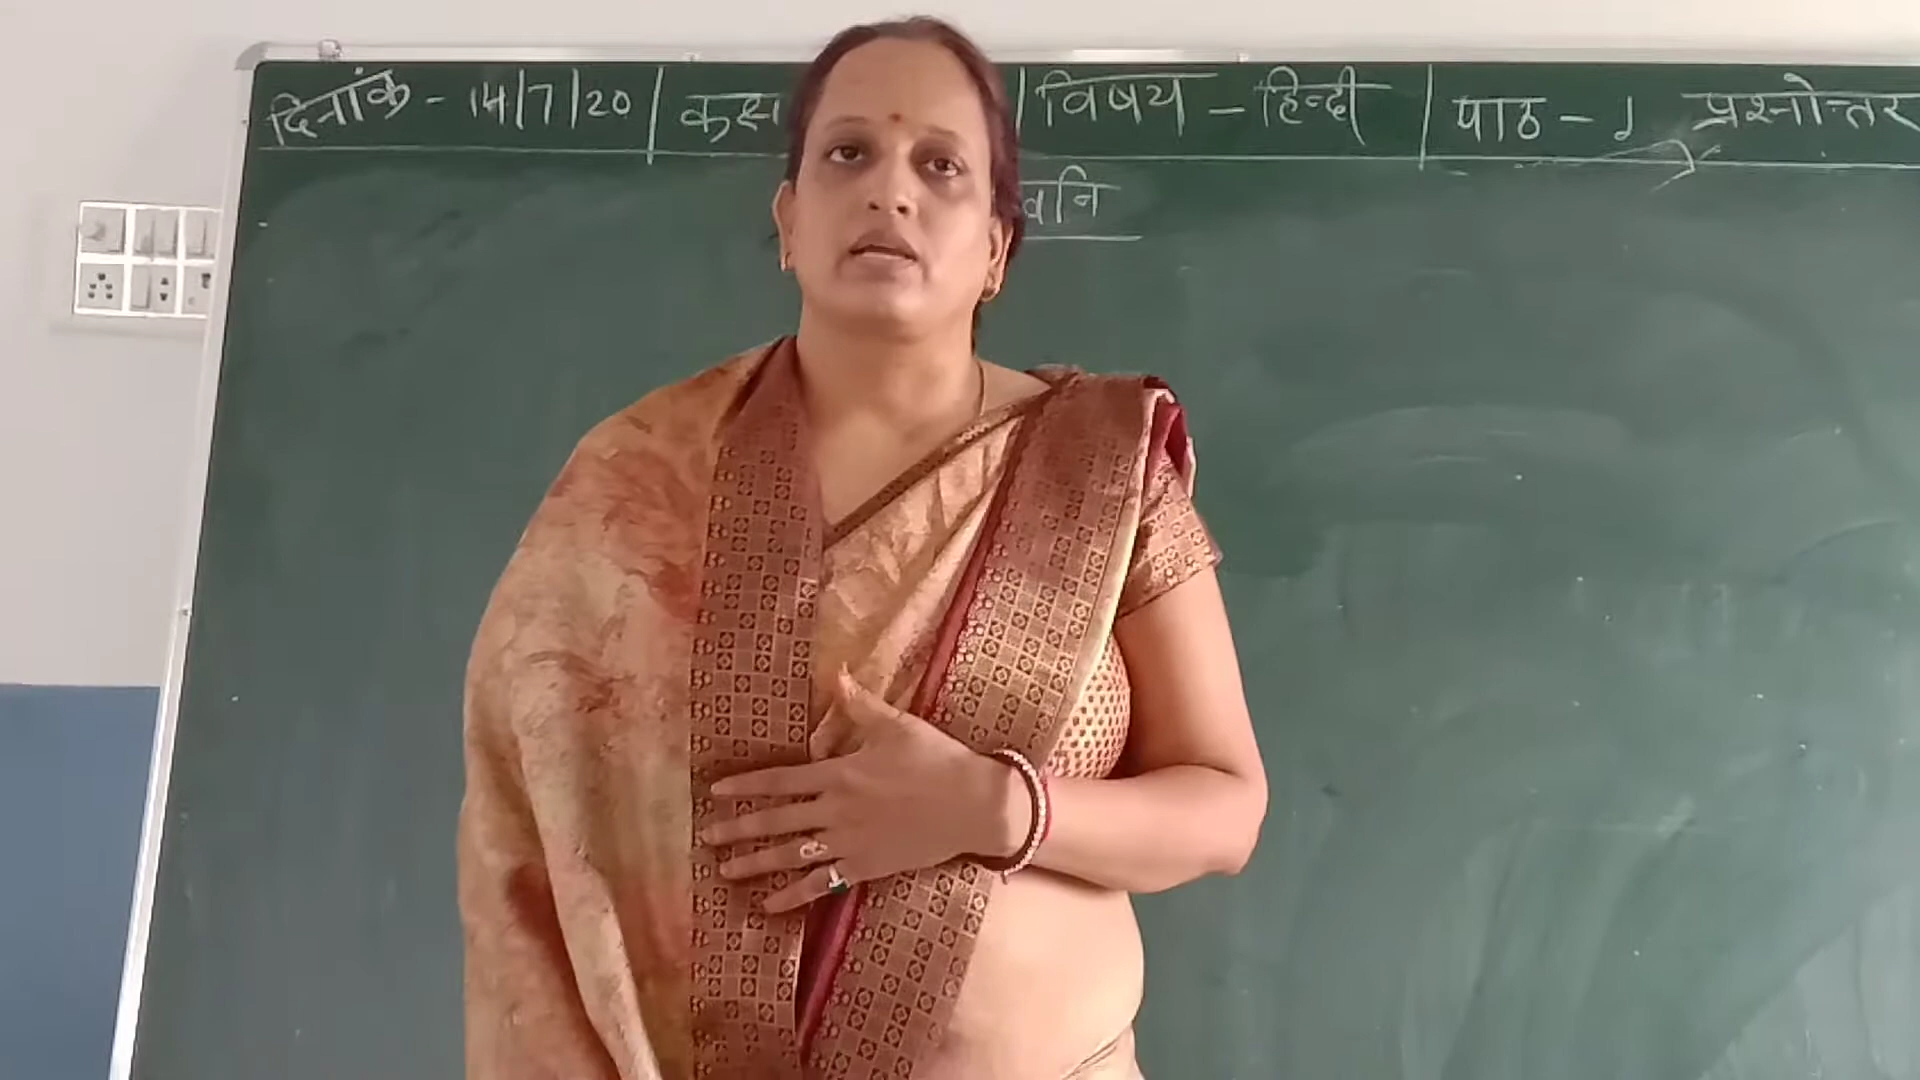 दिनांक - 14/7/20 | कक्षा | विषय - हिन्दी | पाठ - 1 प्रश्नोत्तर
वनि